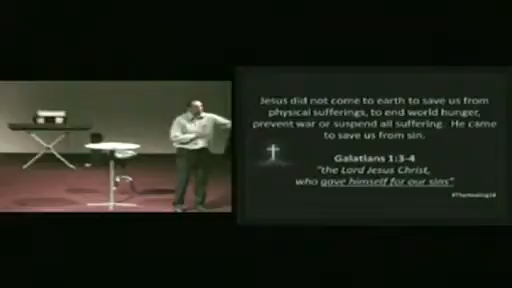 Jesus did not come to earth to save us from
physical sufferings, to end world hunger,
prevent war or suspend all suffering. He came
to save us from sin.
Galatians 1:3-4
"the Lord Jesus Christ,
who gave himself for our sins"